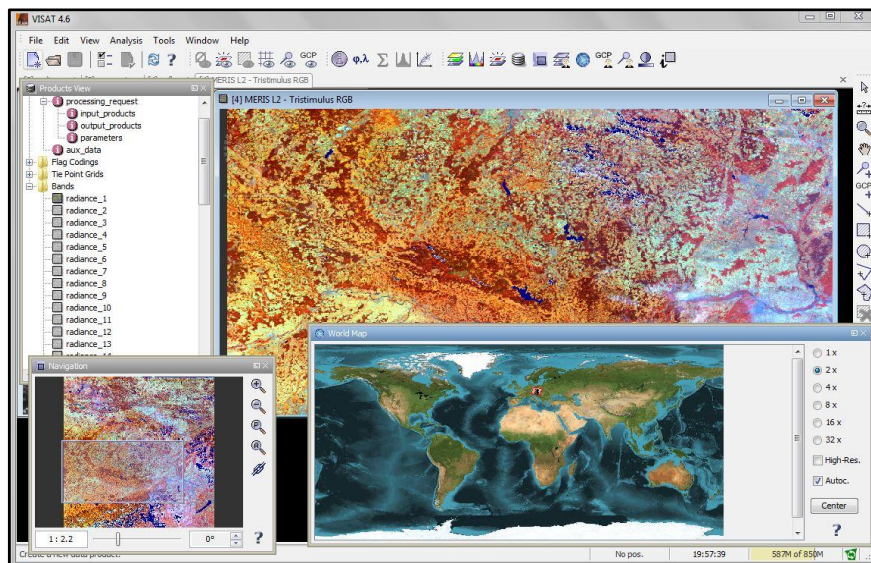 VISAT 4.6
File Edit View Analysis Tools Window Help
GCP φ,λ Σ GCP
MERIS L2 - Tristimulus RGB
Products View
[4] MERIS L2 - Tristimulus RGB
processing_request
input_products
output_products
parameters
aux_data
Flag Codings
Tie Point Grids
Bands
radiance_1
radiance_2
radiance_3
radiance_4
radiance_5
radiance_6
radiance_7
radiance_8
radiance_9
radiance_10
radiance_11
radiance_12
radiance_13
GCP
World Map
1 x
2 x
4 x
8 x
16 x
32 x
High-Res.
Autoc.
Center
?
Navigation
1 : 2.2
0°
?
Create a new data product.
No pos.
19:57:39
587M of 850M